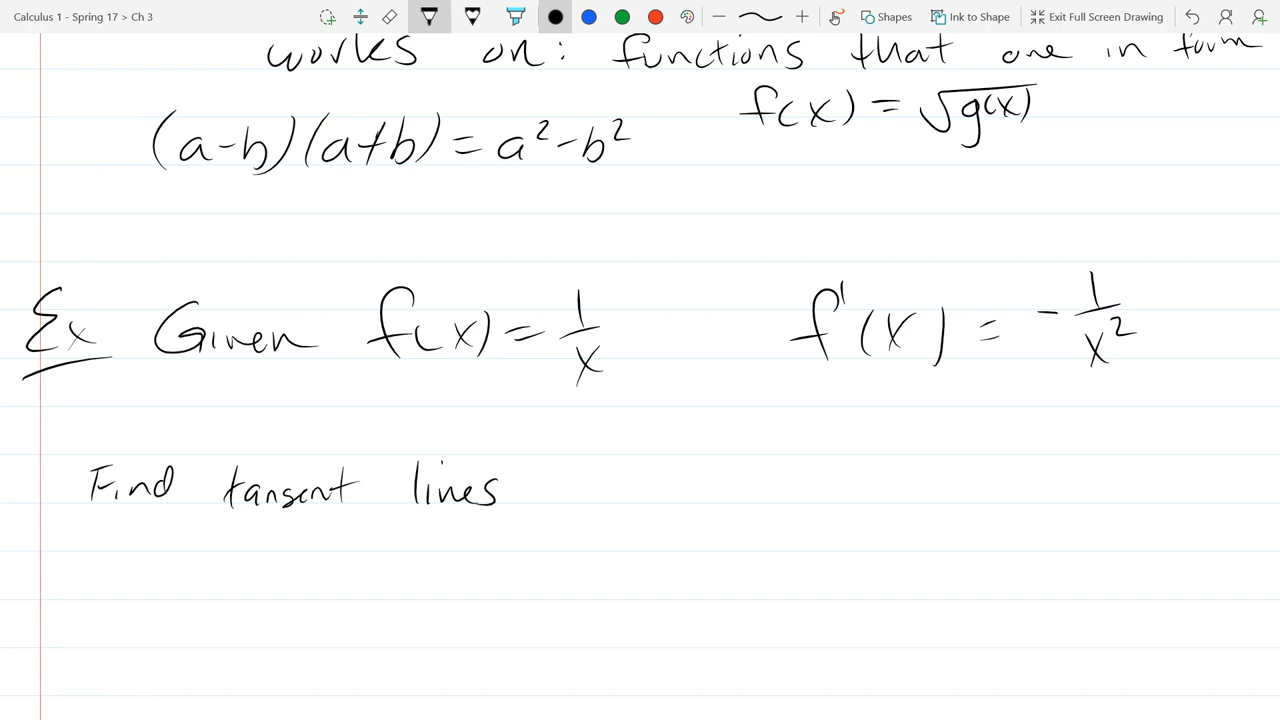 Calculus 1 - Spring 17 > Ch 3
Shapes
Ink to Shape
Exit Full Screen Drawing
works on: functions that are in form
f(x) = √g(x)
(a-b)(a+b) = a² - b²
Ex Given f(x) = 1/x
f'(x) = - 1/x²
Find tangent lines